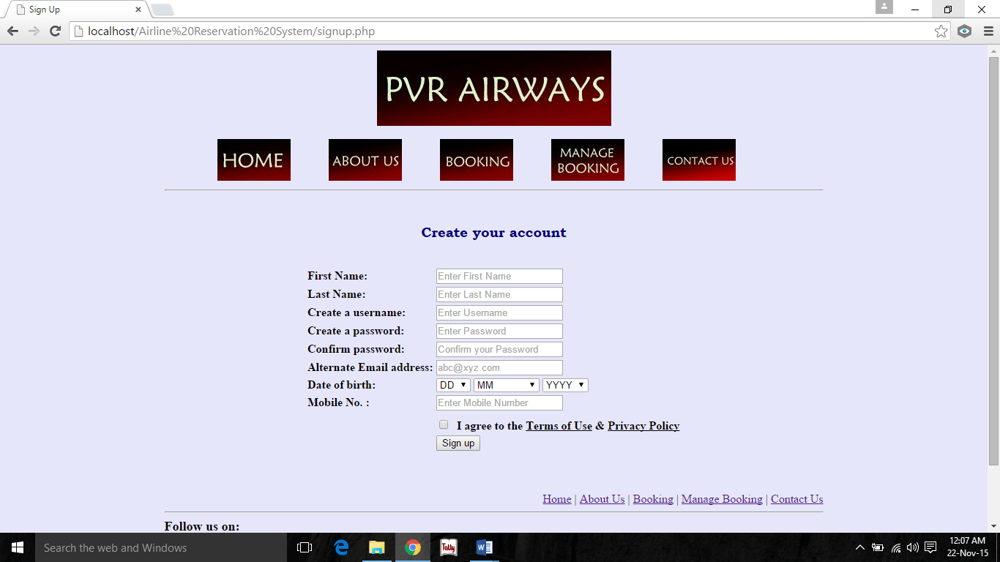 Sign Up
localhost/Airline%20Reservation%20System/signup.php
PVR AIRWAYS
HOME
ABOUT US
BOOKING
MANAGE
BOOKING
CONTACT US
Create your account
First Name: Enter First Name
Last Name: Enter Last Name
Create a username: Enter Username
Create a password: Enter Password
Confirm password: Confirm your Password
Alternate Email address: abc@xyz.com
Date of birth: DD MM YYYY
Mobile No. : Enter Mobile Number
I agree to the Terms of Use & Privacy Policy
Sign up
Home | About Us | Booking | Manage Booking | Contact Us
Follow us on:
Search the web and Windows
Tally
12:07 AM
22-Nov-15